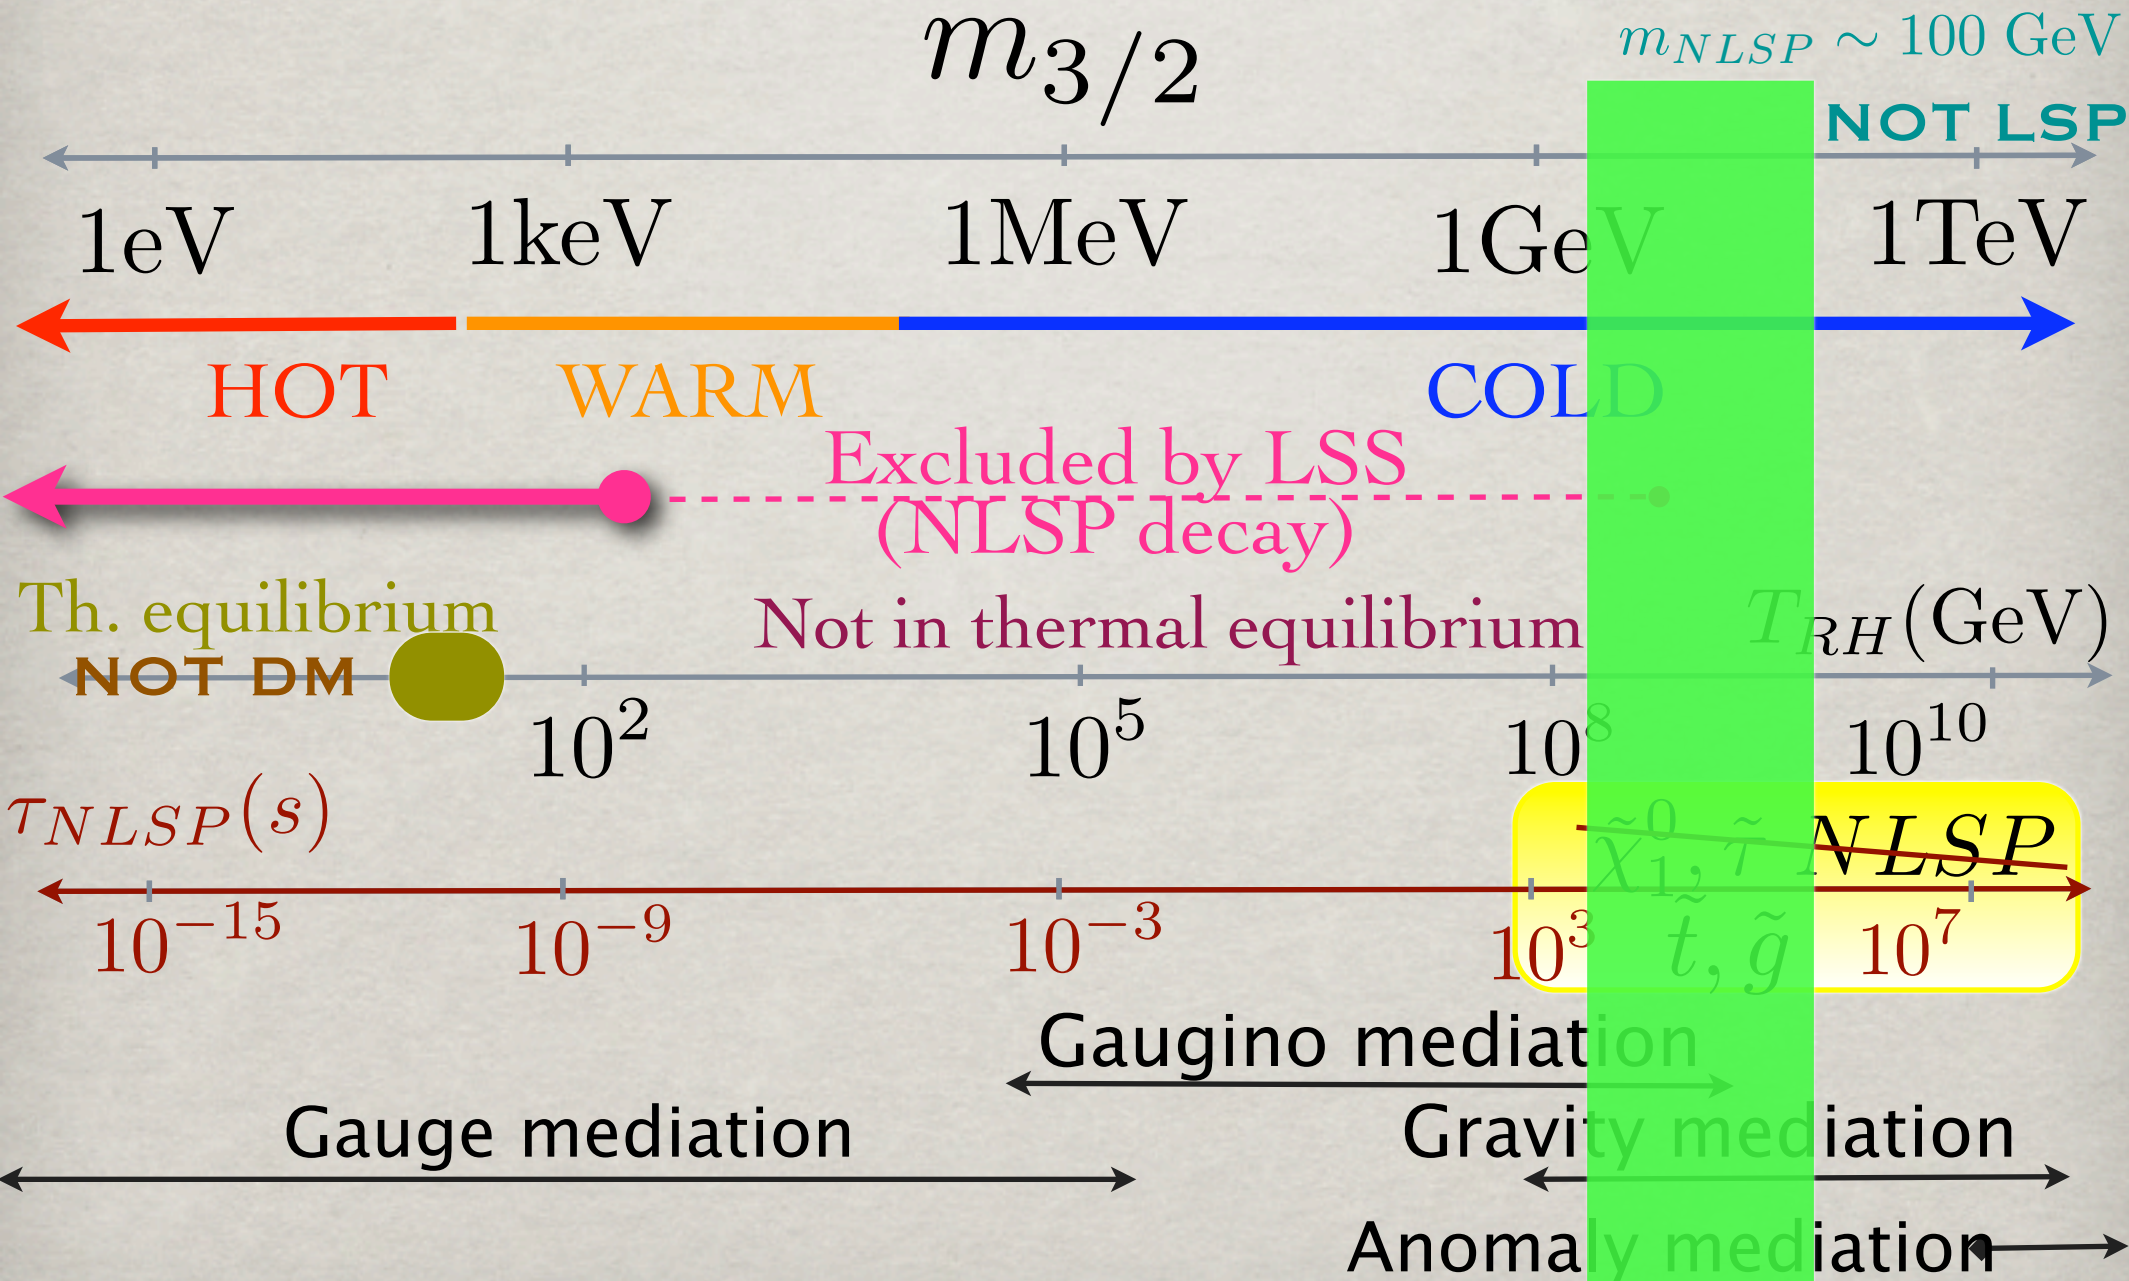 m_{3/2}
m_{NLSP} ∼ 100 GeV
NOT LSP
1eV 1keV 1MeV 1GeV 1TeV
HOT WARM COLD
Excluded by LSS
(NLSP decay)
Th. equilibrium
Not in thermal equilibrium
T_{RH}(GeV)
NOT DM
10^2 10^5 10^8 10^{10}
τ_{NLSP}(s)
χ̃^0_1, τ̃ NLSP
10^{-15} 10^{-9} 10^{-3} 10^3 t̃, g̃ 10^7
Gaugino mediation
Gauge mediation Gravity mediation
Anomaly mediation